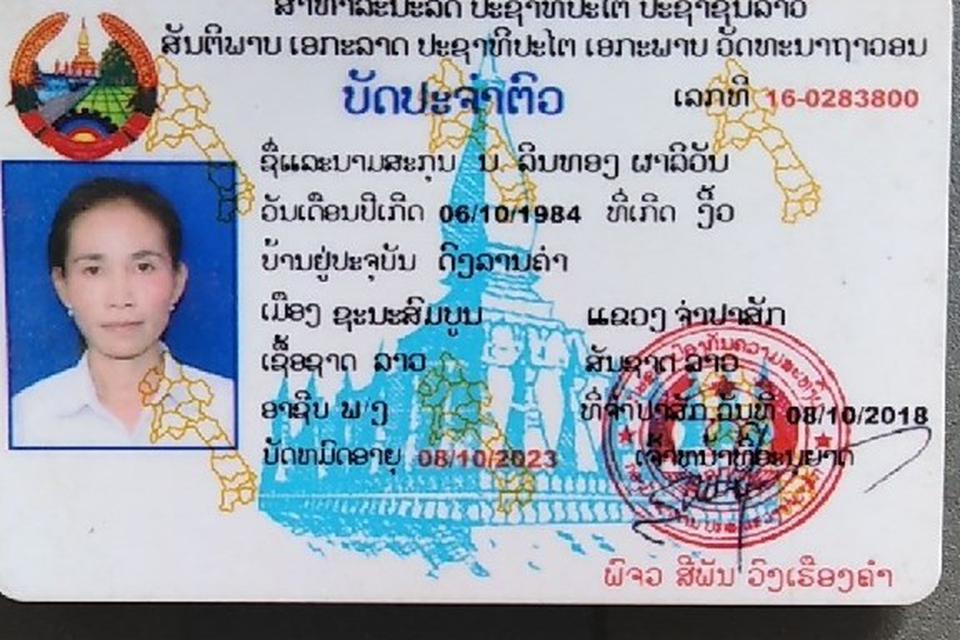 ສາທາລະນະລັດ ປະຊາທິປະໄຕ ປະຊາຊົນລາວ
ສັນຕິພາບ ເອກະລາດ ປະຊາທິປະໄຕ ເອກະພາບ ວັດທະນາຖາວອນ
ບັດປະຈຳຕົວ ເລກທີ 16-0283800
ຊື່ແລະນາມສະກຸນ ນ. ລິນທອງ ຜາລິວັນ
ວັນເດືອນປີເກີດ 06/10/1984 ທີ່ເກີດ ງິ້ວ
ບ້ານຢູ່ປະຈຸບັນ ດົງລານຄຳ
ເມືອງ ຊະນະສົມບູນ ແຂວງ ຈຳປາສັກ
ເຊື້ອຊາດ ລາວ ສັນຊາດ ລາວ
ອາຊີບ ພ/ງ ທີ່ຈຳປາສັກ ວັນທີ 08/10/2018
ບັດຫມົດອາຍຸ 08/10/2023 ເຈົ້າຫນ້າທີ່ອະນຸຍາດ
ພົຈວ ສີພັນ ວົງເຮືອງຄຳ